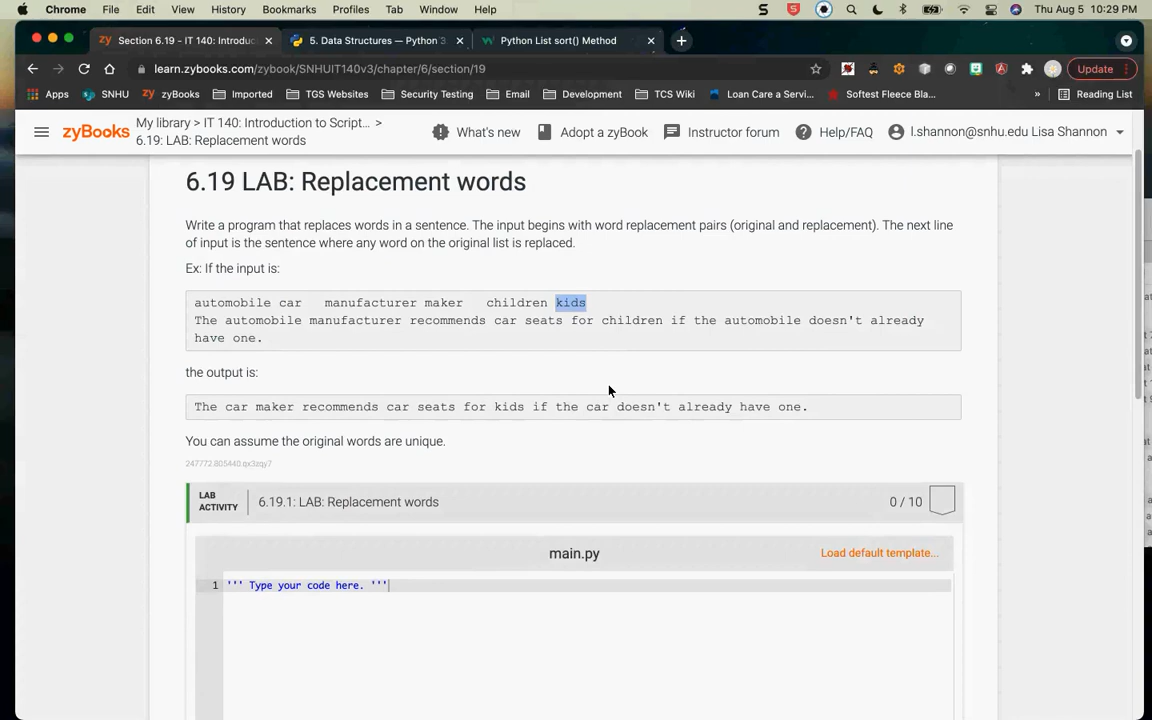 Chrome File Edit View History Bookmarks Profiles Tab Window Help Thu Aug 5 10:29 PM
Section 6.19 - IT 140: Introduc 5. Data Structures — Python 3 Python List sort() Method
learn.zybooks.com/zybook/SNHUIT140v3/chapter/6/section/19 Update
Apps SNHU zyBooks Imported TGS Websites Security Testing Email Development TCS Wiki Loan Care a Servi... Softest Fleece Bla... » Reading List
zyBooks My library > IT 140: Introduction to Script... >
6.19: LAB: Replacement words
What's new Adopt a zyBook Instructor forum Help/FAQ l.shannon@snhu.edu Lisa Shannon
6.19 LAB: Replacement words
Write a program that replaces words in a sentence. The input begins with word replacement pairs (original and replacement). The next line
of input is the sentence where any word on the original list is replaced.
Ex: If the input is:
automobile car   manufacturer maker   children kids
The automobile manufacturer recommends car seats for children if the automobile doesn't already
have one.
the output is:
The car maker recommends car seats for kids if the car doesn't already have one.
You can assume the original words are unique.
247772.805440.qx3zqy7
LAB
ACTIVITY
6.19.1: LAB: Replacement words 0 / 10
main.py Load default template...
1 ''' Type your code here. '''